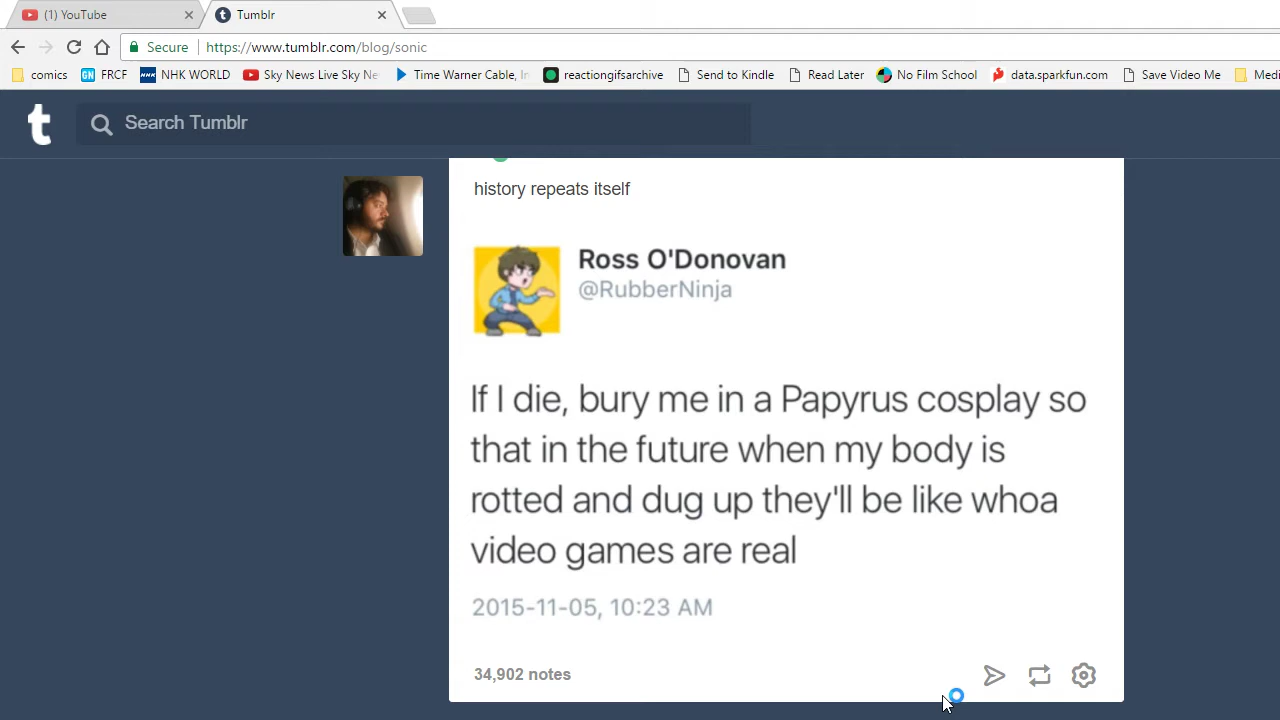 (1) YouTube
Tumblr
Secure https://www.tumblr.com/blog/sonic
comics FRCF NHK WORLD Sky News Live Sky Ne Time Warner Cable, In reactiongifsarchive Send to Kindle Read Later No Film School data.sparkfun.com Save Video Me Medi
t Search Tumblr
history repeats itself
Ross O'Donovan
@RubberNinja
If I die, bury me in a Papyrus cosplay so
that in the future when my body is
rotted and dug up they'll be like whoa
video games are real
2015-11-05, 10:23 AM
34,902 notes